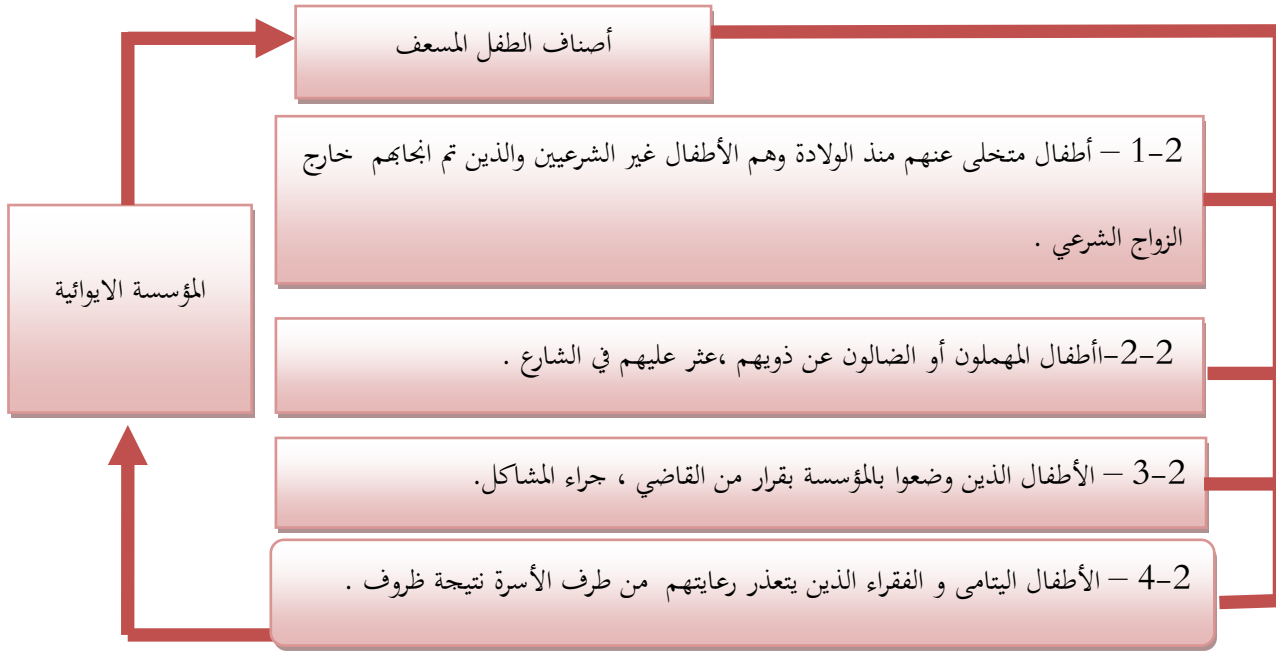 أصناف الطفل المسعف
2-1 – أطفال متخلى عنهم منذ الولادة وهم الأطفال غير الشرعيين والذين تم انجابهم خارج
الزواج الشرعي .
المؤسسة الايوائية
2-2-اأطفال المهملون أو الضالون عن ذويهم ،عثر عليهم في الشارع .
2-3 – الأطفال الذين وضعوا بالمؤسسة بقرار من القاضي ، جراء المشاكل.
2-4 – الأطفال اليتامى و الفقراء الذين يتعذر رعايتهم من طرف الأسرة نتيجة ظروف .